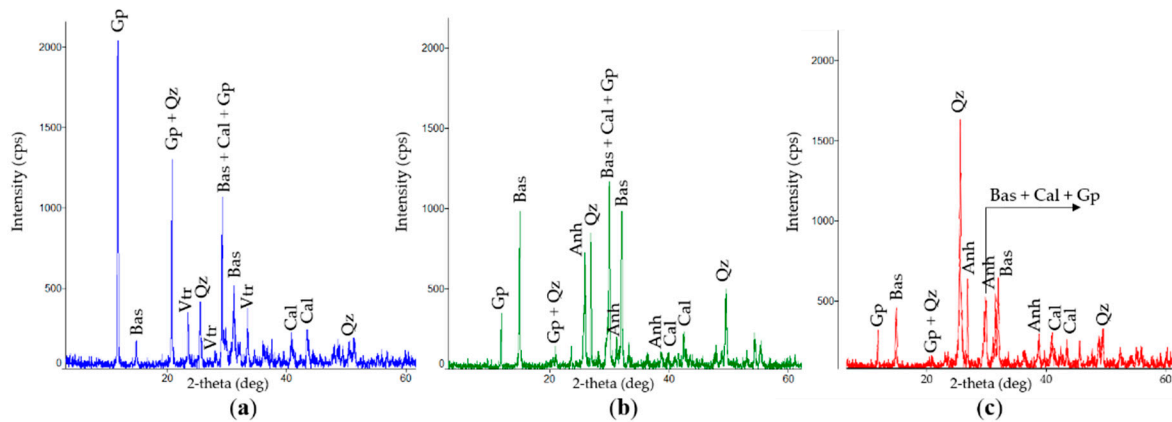 Gp
Gp + Qz
Bas + Cal + Gp
Bas
Vtr
Qz
Vtr
Bas
Vtr
Cal
Cal
Qz
2000
1500
1000
500
0
Intensity (cps)
20
40
60
2-theta (deg)
(a)
Gp
Bas
Gp + Qz
Anh
Qz
Bas + Cal + Gp
Anh
Bas
Anh
Cal
Cal
Qz
2000
1500
1000
500
0
Intensity (cps)
20
40
60
2-theta (deg)
(b)
Gp
Bas
Gp + Qz
Qz
Anh
Bas + Cal + Gp
Anh
Bas
Anh
Cal
Cal
Qz
2000
1500
1000
500
0
Intensity (cps)
20
40
60
2-theta (deg)
(c)